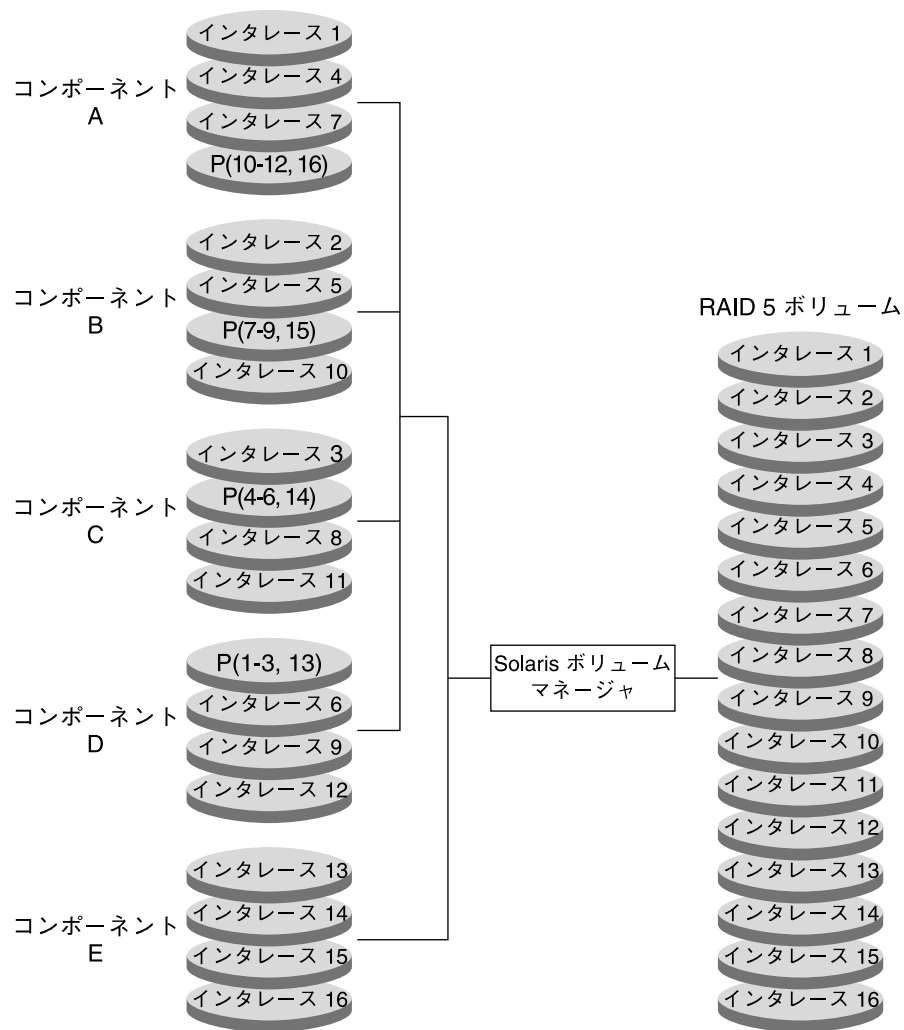 コンポーネント
A
インタレース 1
インタレース 4
インタレース 7
P(10-12, 16)
コンポーネント
B
インタレース 2
インタレース 5
P(7-9, 15)
インタレース 10
コンポーネント
C
インタレース 3
P(4-6, 14)
インタレース 8
インタレース 11
コンポーネント
D
P(1-3, 13)
インタレース 6
インタレース 9
インタレース 12
コンポーネント
E
インタレース 13
インタレース 14
インタレース 15
インタレース 16
Solaris ボリューム
マネージャ
RAID 5 ボリューム
インタレース 1
インタレース 2
インタレース 3
インタレース 4
インタレース 5
インタレース 6
インタレース 7
インタレース 8
インタレース 9
インタレース 10
インタレース 11
インタレース 12
インタレース 13
インタレース 14
インタレース 15
インタレース 16